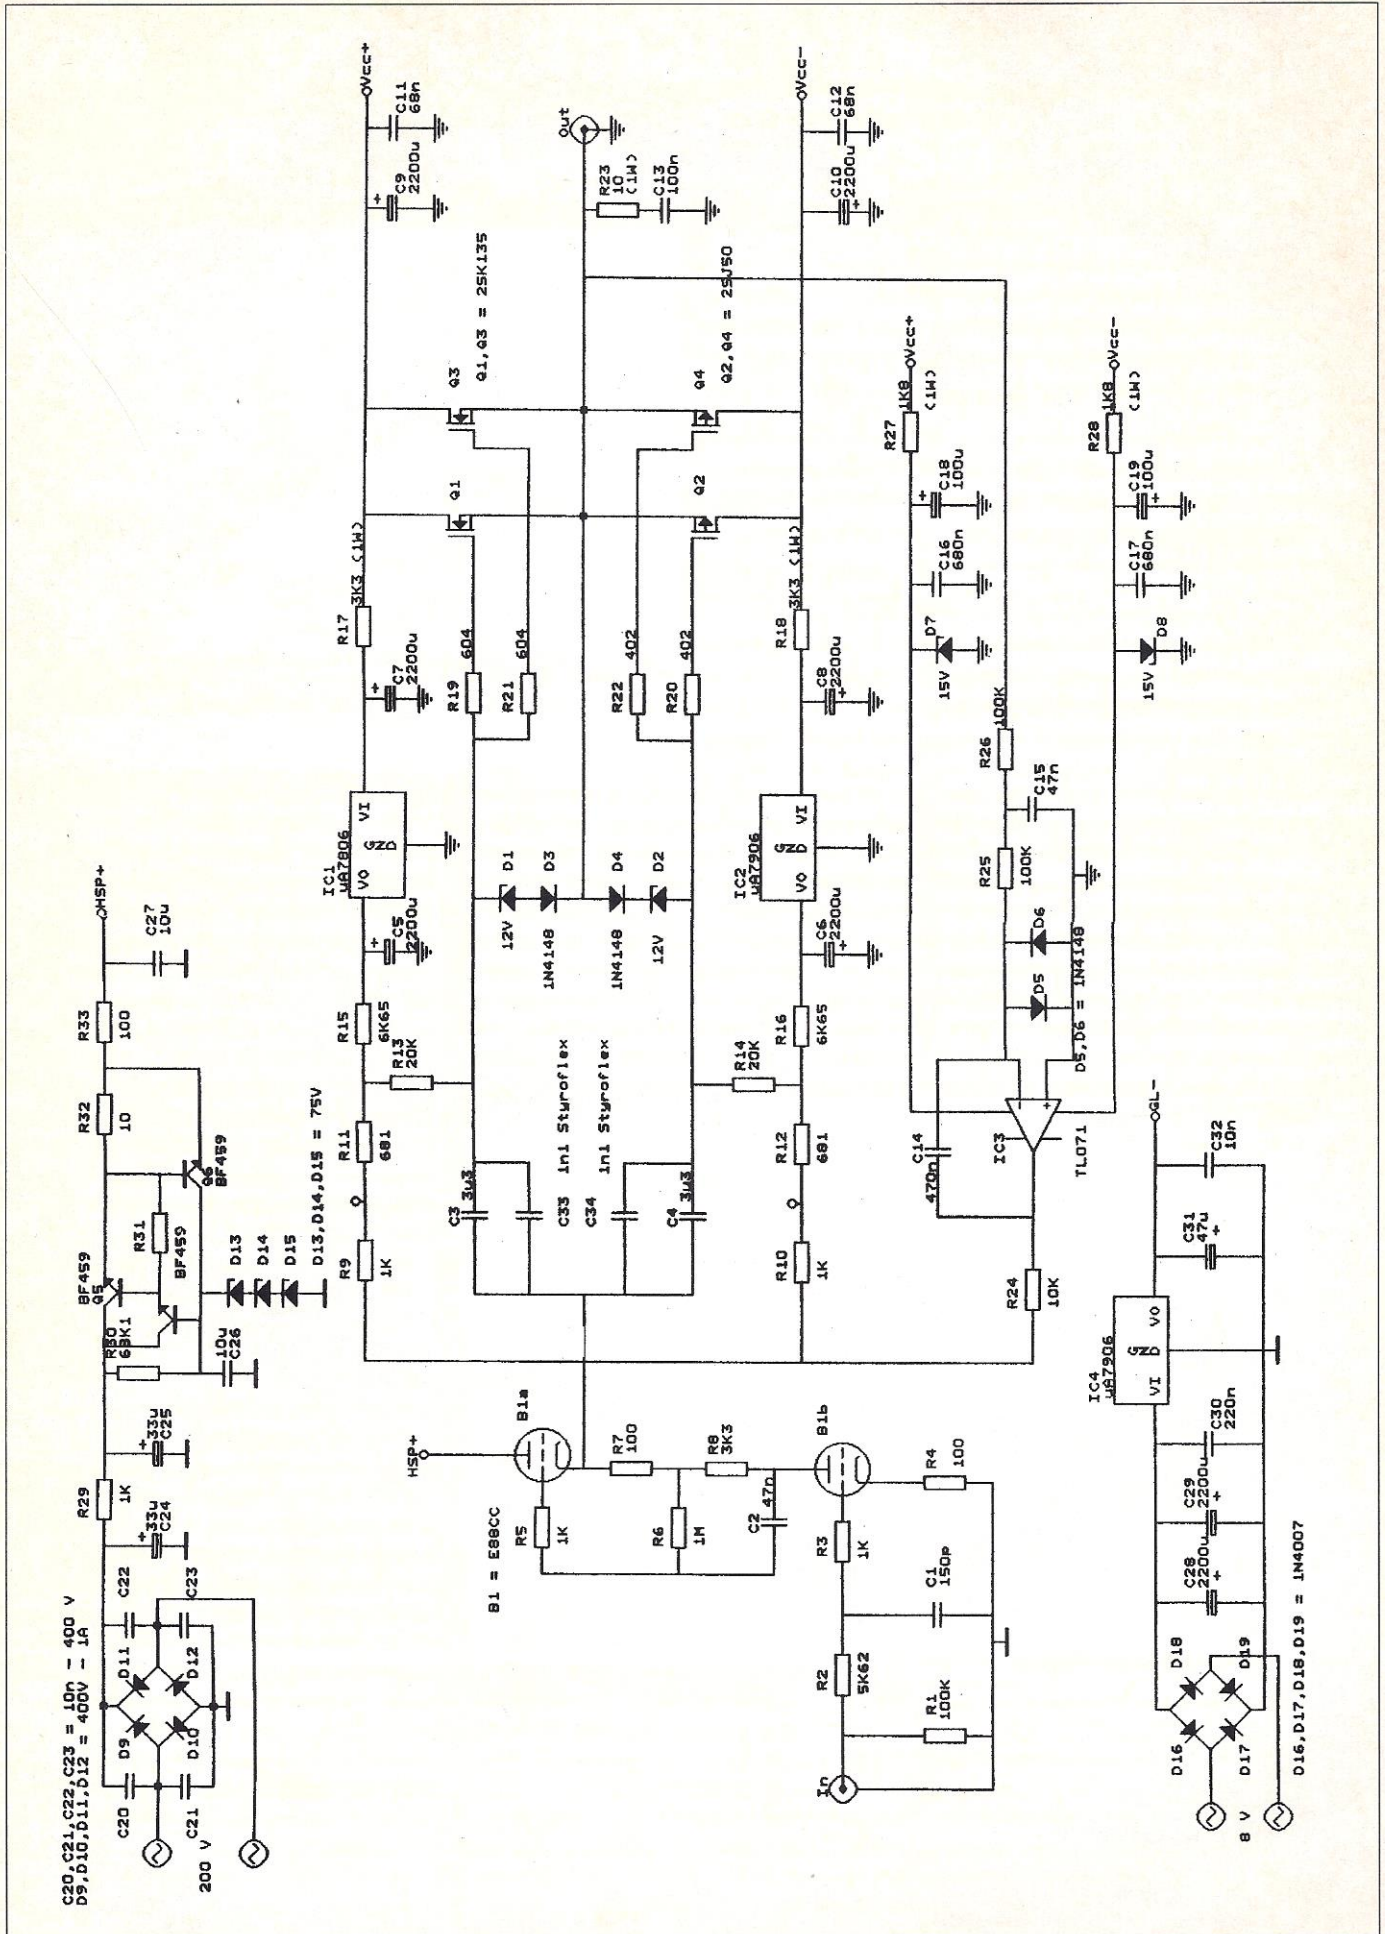 C20,C21,C22,C23 = 10n - 400 V
D9,D10,D11,D12 = 400V - 1A
C20
C21
200 V
D9
D10
D11
D12
C22
C23
33u
C24
R29
1K
33u
C25
R30
68K1
10u
C26
BF459
Q5
BF459
R31
Q6
BF459
D13
D14
D15
D13,D14,D15 = 75V
R32
10
R33
100
C27
10u
HSP+
HSP+
B1a
B1 = E88CC
R5
1K
R7
100
R6
1M
R8
3K3
C2
47n
B1b
R3
1K
R4
100
C1
150p
R2
5K62
R1
100K
In
R9
1K
R11
681
R13
20K
R15
6K65
C5
2200u
IC1
uA7806
VO
GND
VI
C7
2200u
R17
3K3 (1W)
C9
2200u
C11
68n
Vcc+
C3
3u3
C33
1n1 Styroflex
C34
1n1 Styroflex
C4
3u3
12V
D1
1N4148
D3
1N4148
D4
12V
D2
R19
604
R21
604
R22
402
R20
402
Q1
Q3
Q1,Q3 = 2SK135
Q2
Q4
Q2,Q4 = 2SJ50
R23
10
(1W)
C13
100n
Out
R10
1K
R12
681
R14
20K
R16
6K65
C6
2200u
IC2
uA7906
VO
GND
VI
C8
2200u
R18
3K3 (1W)
C10
2200u
C12
68n
Vcc-
R24
10K
C14
470n
IC3
TL071
-
+
D5
D6
D5,D6 = 1N4148
R25
100K
C15
47n
R26
100K
15V
D7
C16
680n
C18
100u
R27
1K8
(1W)
Vcc+
15V
D8
C17
680n
C19
100u
R28
1K8
(1W)
Vcc-
8 V
D16
D17
D18
D19
D16,D17,D18,D19 = 1N4007
C28
2200u
C29
2200u
C30
220n
IC4
uA7906
VI
GND
VO
C31
47u
C32
10n
GL-